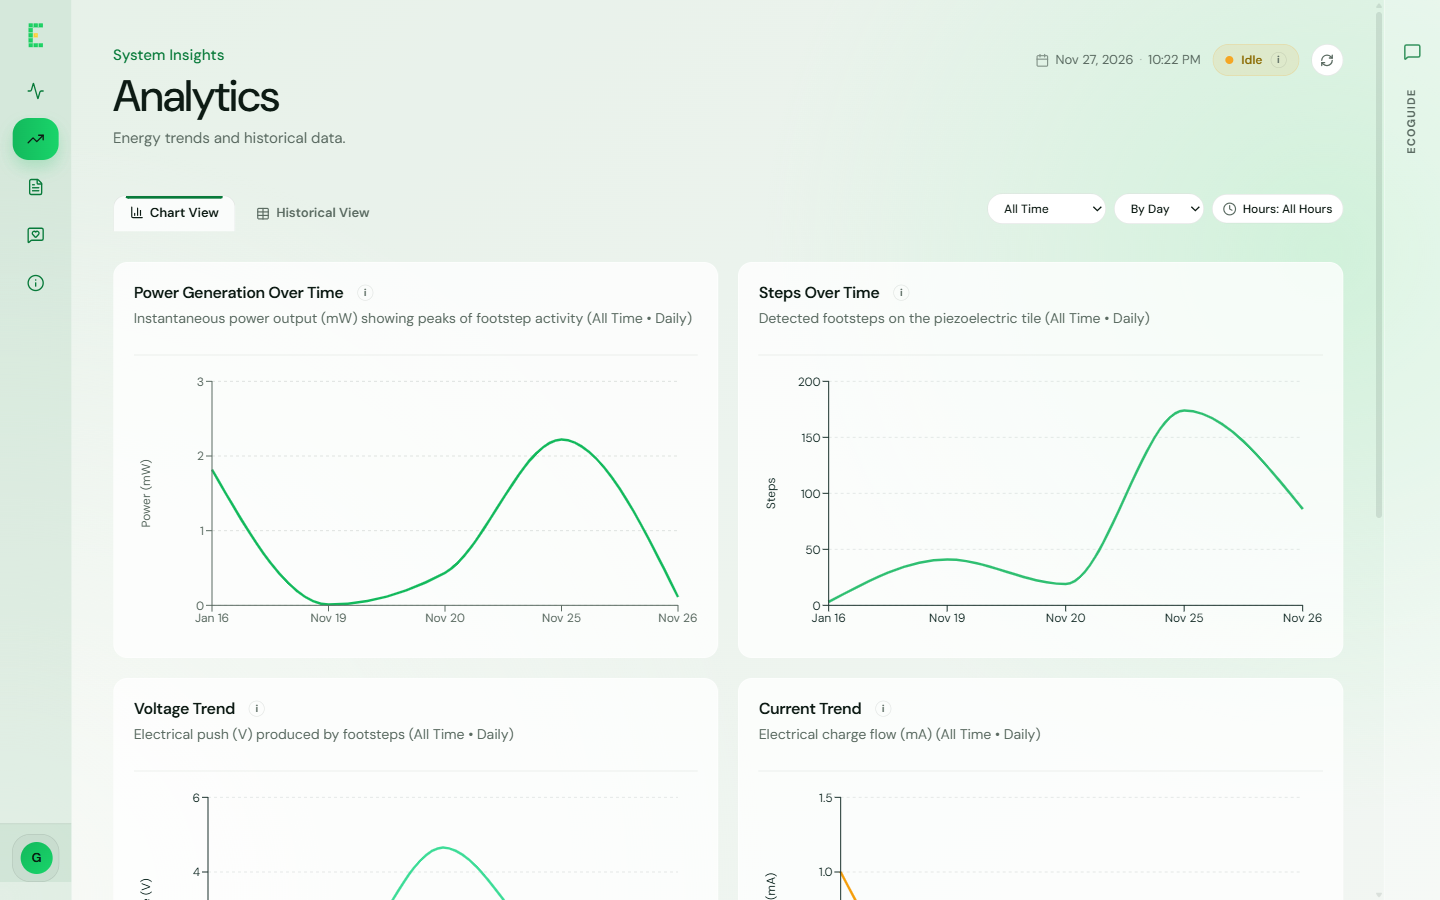 System Insights
Analytics
Energy trends and historical data.
Nov 27, 2026 · 10:22 PM
Idle i
ECOGUIDE
Chart View
Historical View
All Time
By Day
Hours: All Hours
Power Generation Over Time i
Instantaneous power output (mW) showing peaks of footstep activity (All Time • Daily)
3
2
1
0
Power (mW)
Jan 16
Nov 19
Nov 20
Nov 25
Nov 26
Steps Over Time i
Detected footsteps on the piezoelectric tile (All Time • Daily)
200
150
100
50
0
Steps
Jan 16
Nov 19
Nov 20
Nov 25
Nov 26
Voltage Trend i
Electrical push (V) produced by footsteps (All Time • Daily)
6
4
(V)
Current Trend i
Electrical charge flow (mA) (All Time • Daily)
1.5
1.0
(mA)
G